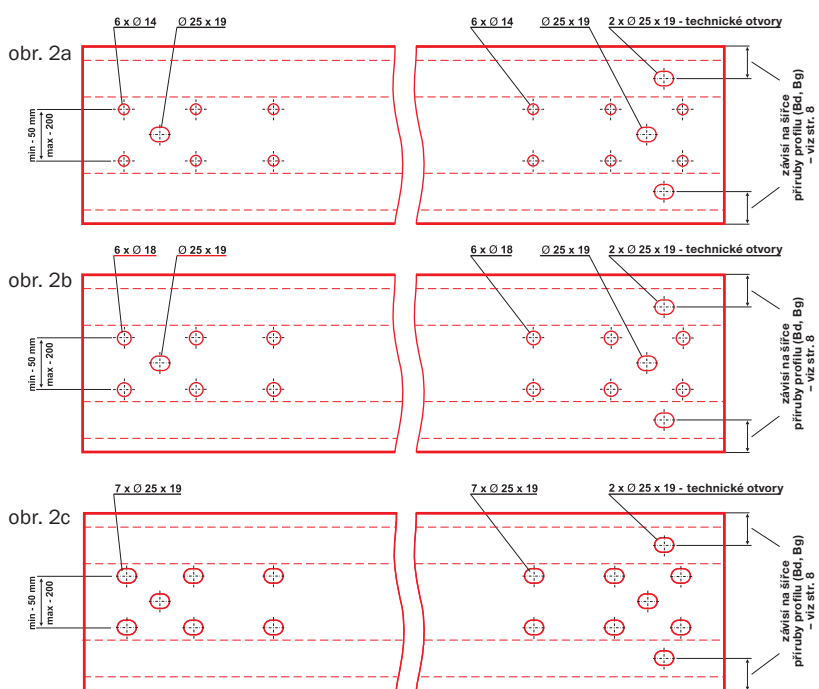 6 x Ø 14
Ø 25 x 19
6 x Ø 14
Ø 25 x 19
2 x Ø 25 x 19 - technické otvory
obr. 2a
min - 50 mm
max - 200
závisí na šířce
příruby profilu (Bd, Bg)
– viz str. 8
6 x Ø 18
Ø 25 x 19
6 x Ø 18
Ø 25 x 19
2 x Ø 25 x 19 - technické otvory
obr. 2b
min - 50 mm
max - 200
závisí na šířce
příruby profilu (Bd, Bg)
– viz str. 8
7 x Ø 25 x 19
7 x Ø 25 x 19
2 x Ø 25 x 19 - technické otvory
obr. 2c
min - 50 mm
max - 200
závisí na šířce
příruby profilu (Bd, Bg)
– viz str. 8